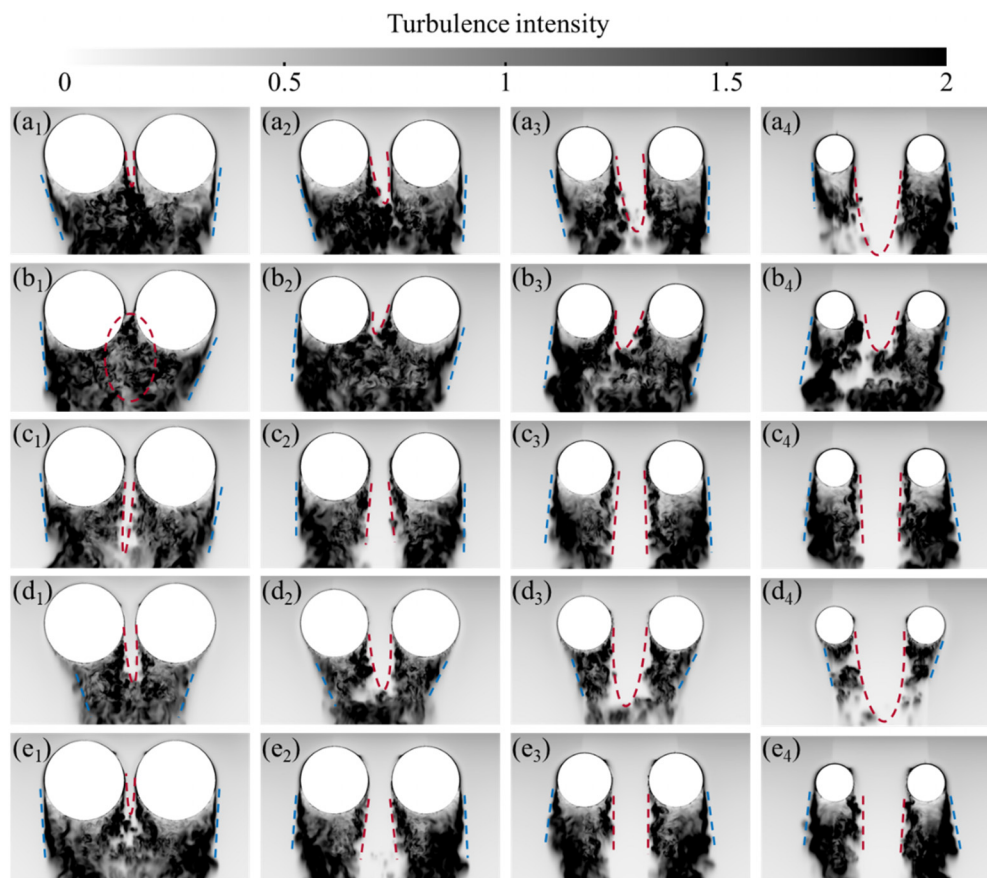 Turbulence intensity
0 0.5 1 1.5 2
(a₁) (a₂) (a₃) (a₄)
(b₁) (b₂) (b₃) (b₄)
(c₁) (c₂) (c₃) (c₄)
(d₁) (d₂) (d₃) (d₄)
(e₁) (e₂) (e₃) (e₄)